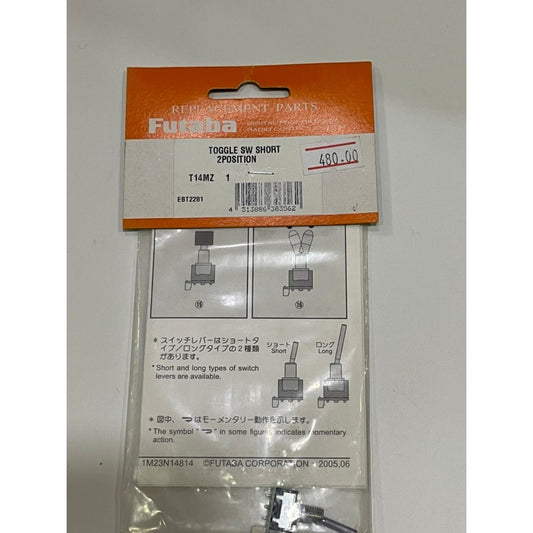 REPLACEMENT PARTS
Futaba
RADIO CONTROL
TOGGLE SW SHORT
2POSITION
480.00
T14MZ 1
EBT2281
4 513886 303562
⑮ ⑯
＊スイッチレバーはショートタ
イプ／ロングタイプの２種類
があります。
* Short and long types of switch
levers are available.
ショート ロング
Short Long
＊図中、 はモーメンタリー動作を示します。
* The symbol " " in some figures indicates momentary
action.
1M23N14814 ©FUTABA CORPORATION 2005,06